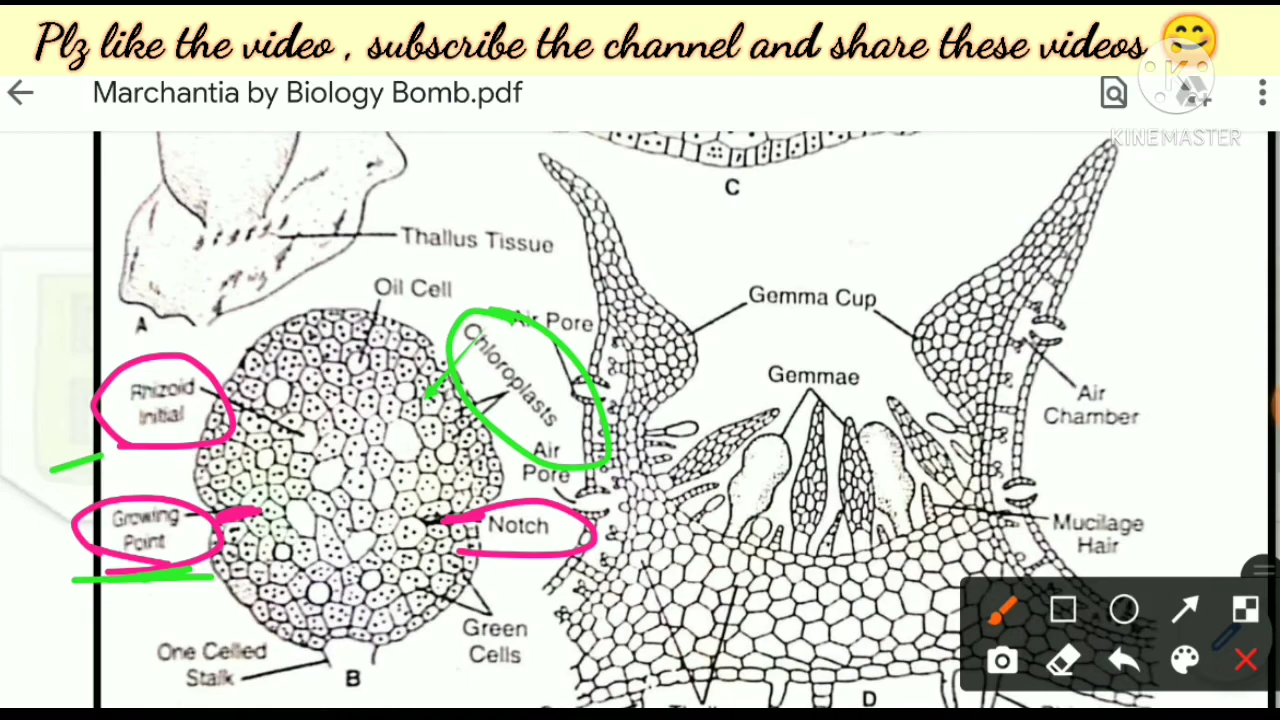 Plz like the video , subscribe the channel and share these videos
Marchantia by Biology Bomb.pdf
KINEMASTER
C
Thallus Tissue
A
Oil Cell
Chloroplasts
Air Pore
Gemma Cup
Rhizoid
Initial
Gemmae
Air
Chamber
Air
Pore
Growing
Point
Notch
Mucilage
Hair
Green
Cells
One Celled
Stalk
B
D